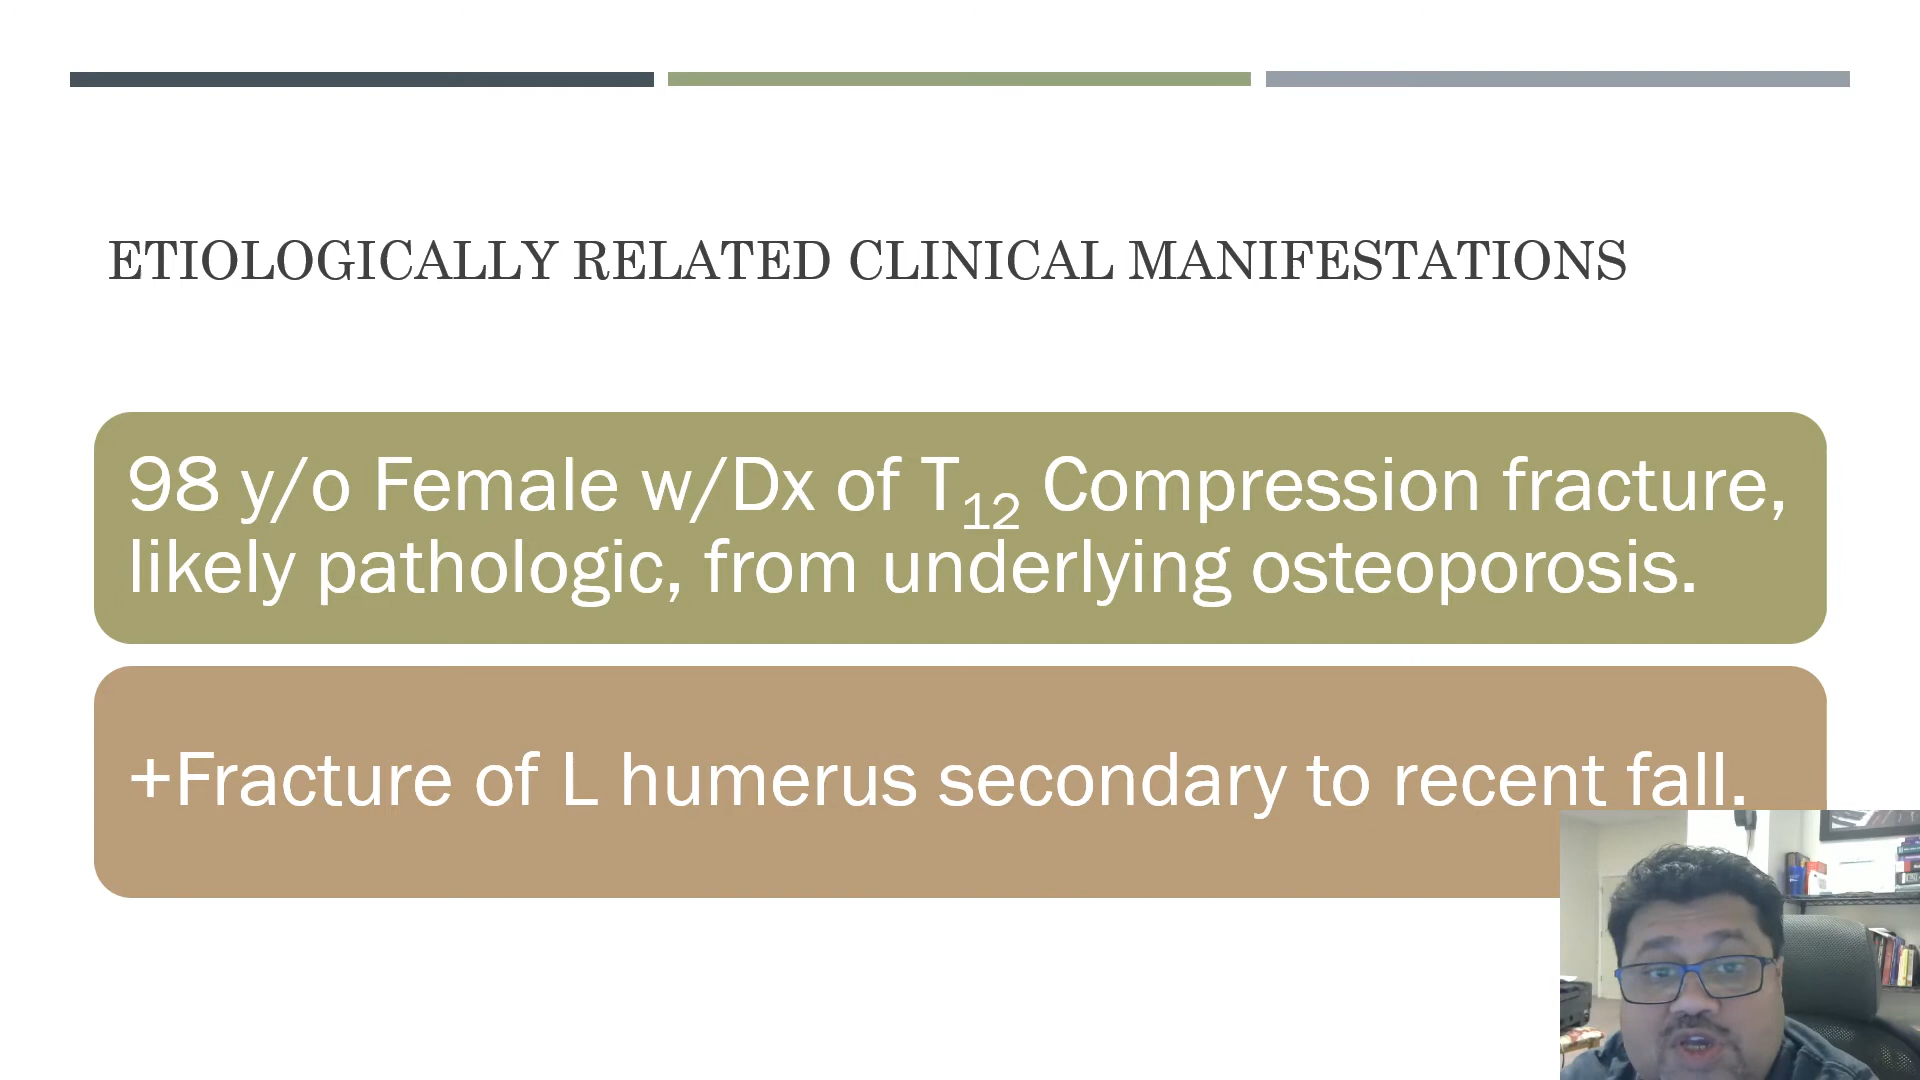 ETIOLOGICALLY RELATED CLINICAL MANIFESTATIONS
98 y/o Female w/Dx of T12 Compression fracture,
likely pathologic, from underlying osteoporosis.
+Fracture of L humerus secondary to recent fall.